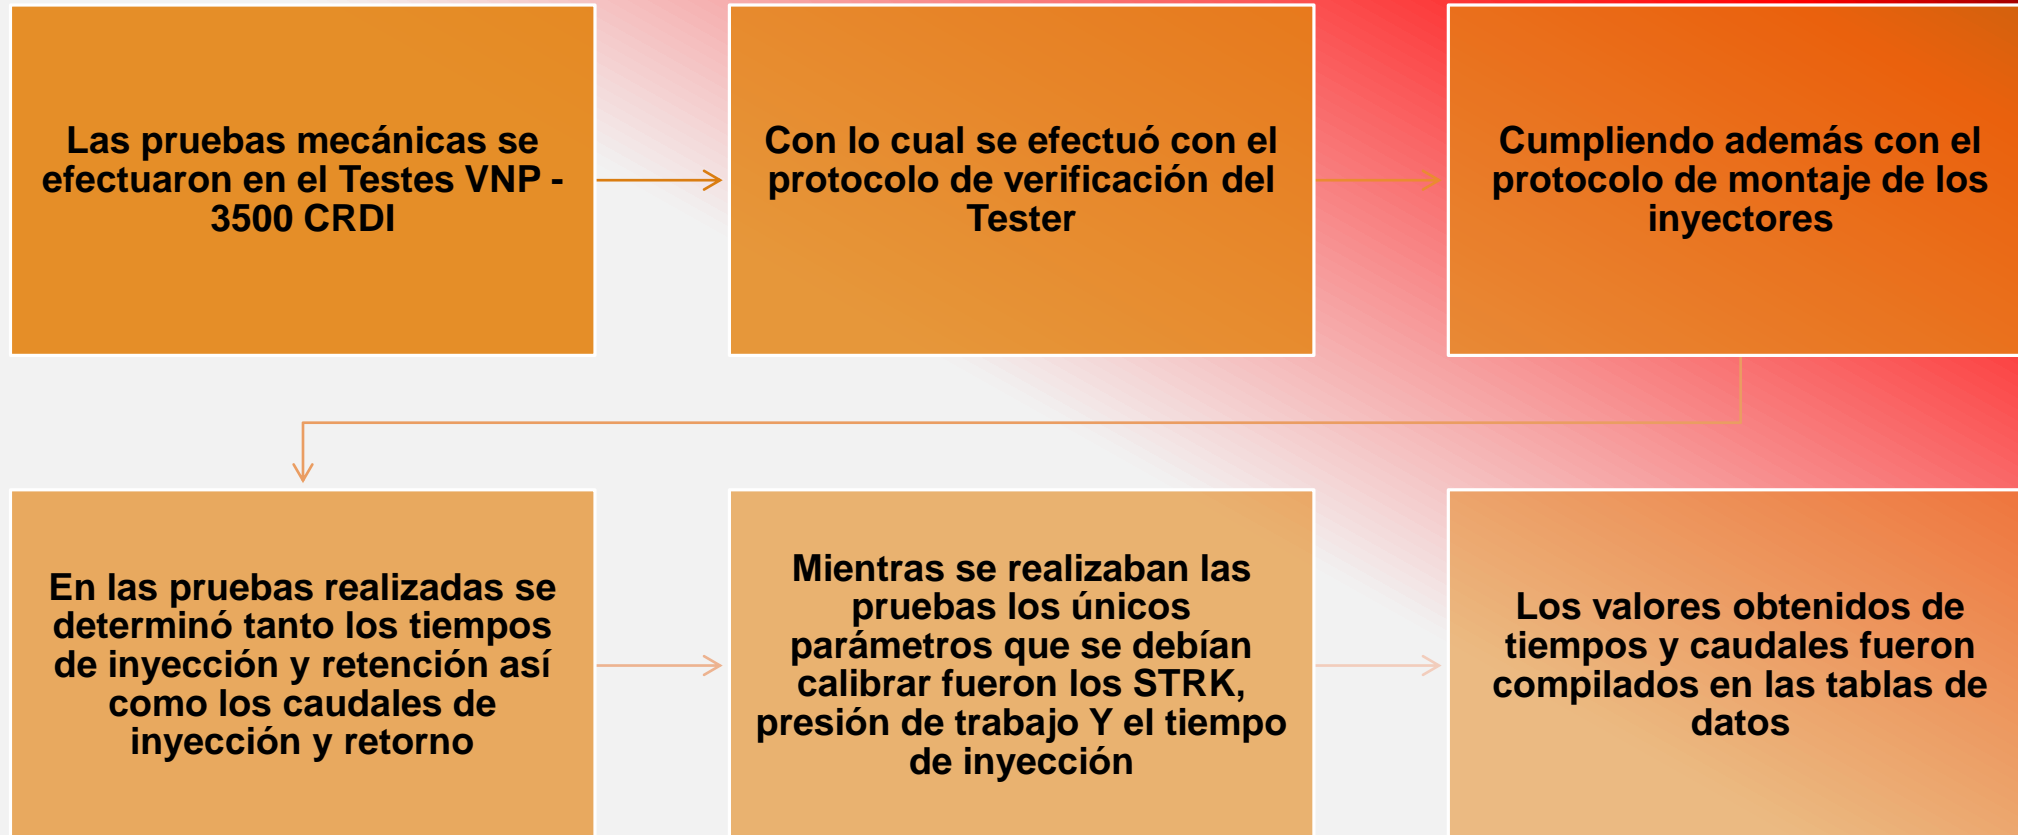 Las pruebas mecánicas se
efectuaron en el Testes VNP -
3500 CRDI
Con lo cual se efectuó con el
protocolo de verificación del
Tester
Cumpliendo además con el
protocolo de montaje de los
inyectores
En las pruebas realizadas se
determinó tanto los tiempos
de inyección y retención así
como los caudales de
inyección y retorno
Mientras se realizaban las
pruebas los únicos
parámetros que se debían
calibrar fueron los STRK,
presión de trabajo Y el tiempo
de inyección
Los valores obtenidos de
tiempos y caudales fueron
compilados en las tablas de
datos